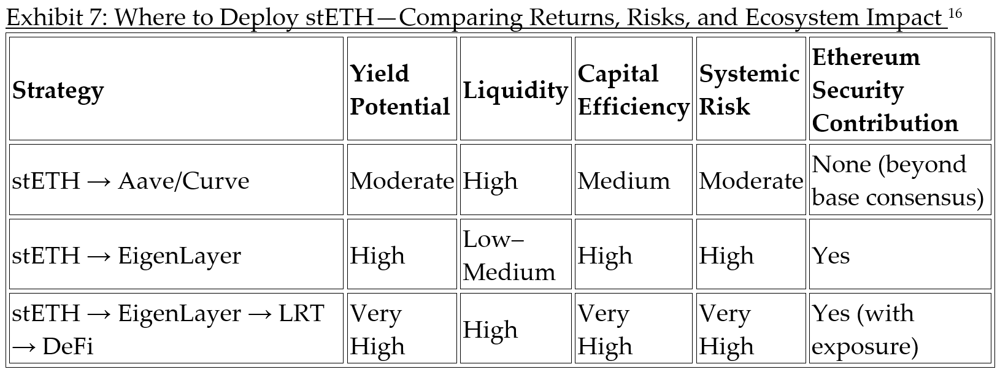 Exhibit 7: Where to Deploy stETH—Comparing Returns, Risks, and Ecosystem Impact 16
Strategy
Yield
Potential
Liquidity
Capital
Efficiency
Systemic
Risk
Ethereum
Security
Contribution
stETH → Aave/Curve
Moderate
High
Medium
Moderate
None (beyond
base consensus)
stETH → EigenLayer
High
Low–
Medium
High
High
Yes
stETH → EigenLayer → LRT
→ DeFi
Very
High
High
Very
High
Very
High
Yes (with
exposure)